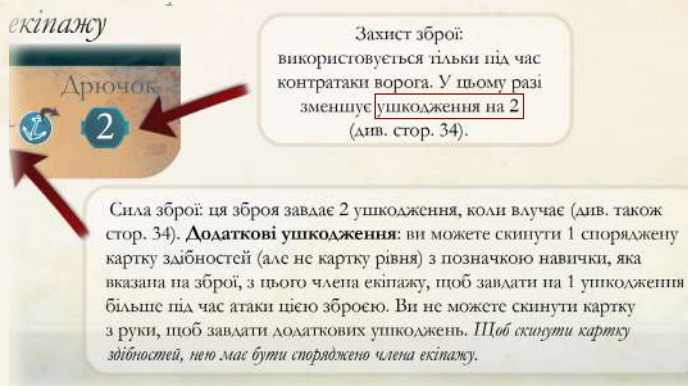 екіпажу
Дрючок
2
Захист зброї:
використовується тільки під час
контратаки ворога. У цьому разі
зменшує ушкодження на 2
(див. стор. 34).
Сила зброї: ця зброя завдає 2 ушкодження, коли влучає (див. також
стор. 34). Додаткові ушкодження: ви можете скинути 1 споряджену
картку здібностей (але не картку рівня) з позначкою навички, яка
вказана на зброї, з цього члена екіпажу, щоб завдати на 1 ушкодження
більше під час атаки цією зброєю. Ви не можете скинути картку
з руки, щоб завдати додаткових ушкоджень. Щоб скинути картку
здібностей, нею має бути споряджено члена екіпажу.